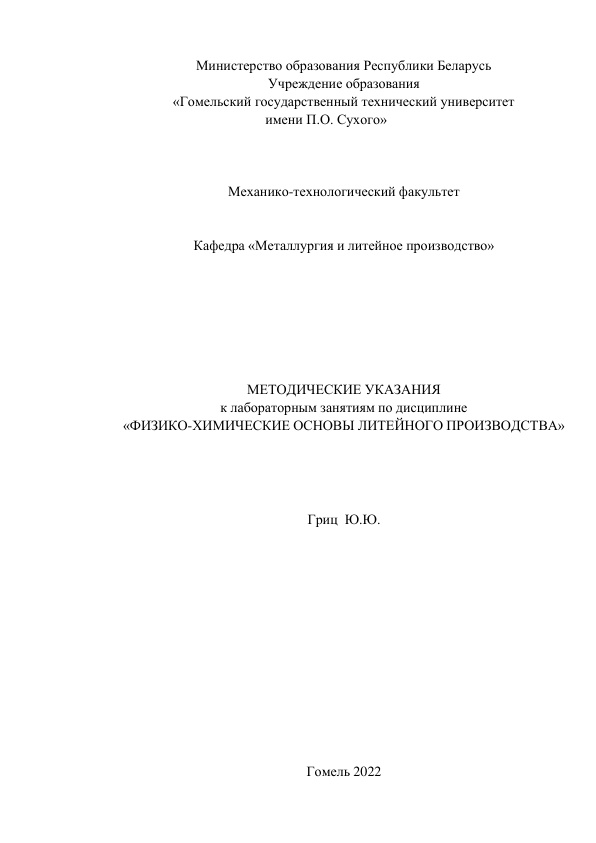 Министерство образования Республики Беларусь
Учреждение образования
«Гомельский государственный технический университет
имени П.О. Сухого»
Механико-технологический факультет
Кафедра «Металлургия и литейное производство»
МЕТОДИЧЕСКИЕ УКАЗАНИЯ
к лабораторным занятиям по дисциплине
«ФИЗИКО-ХИМИЧЕСКИЕ ОСНОВЫ ЛИТЕЙНОГО ПРОИЗВОДСТВА»
Гриц Ю.Ю.
Гомель 2022